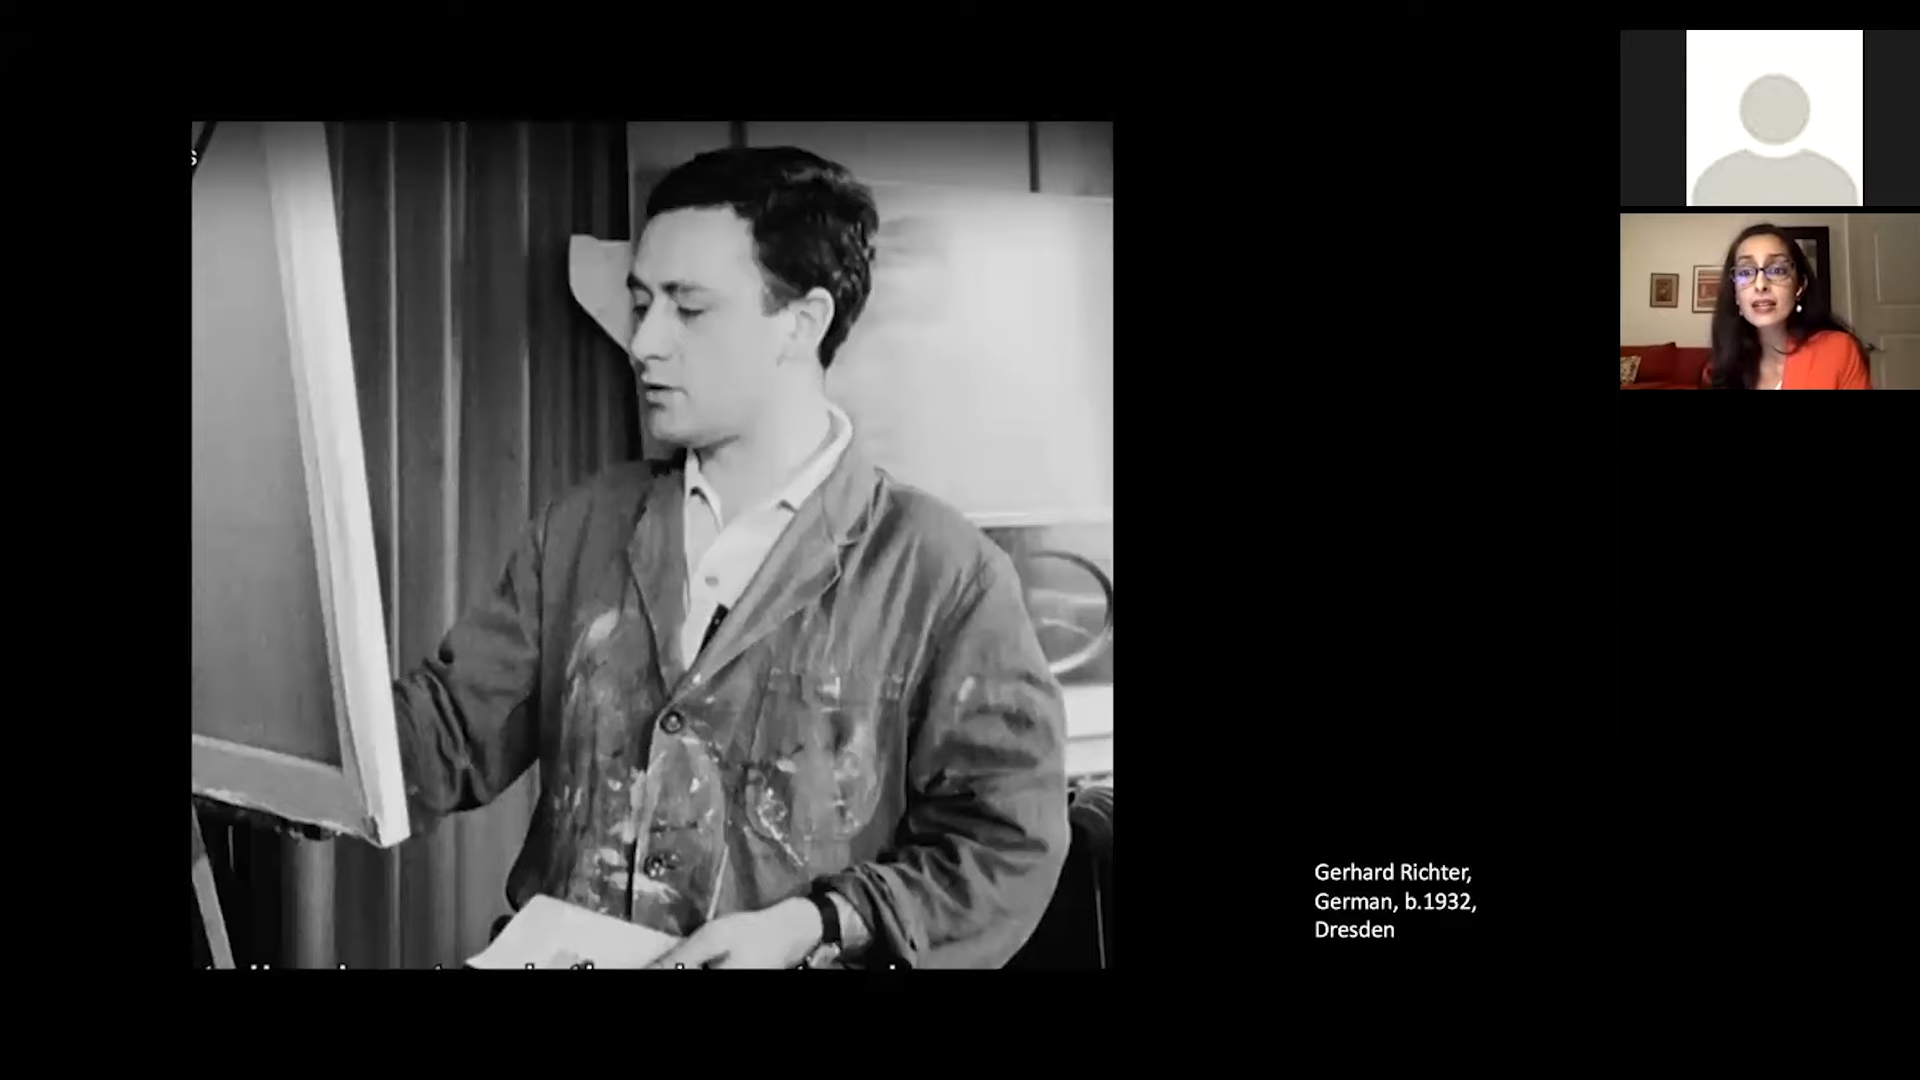 s
Gerhard Richter,
German, b.1932,
Dresden